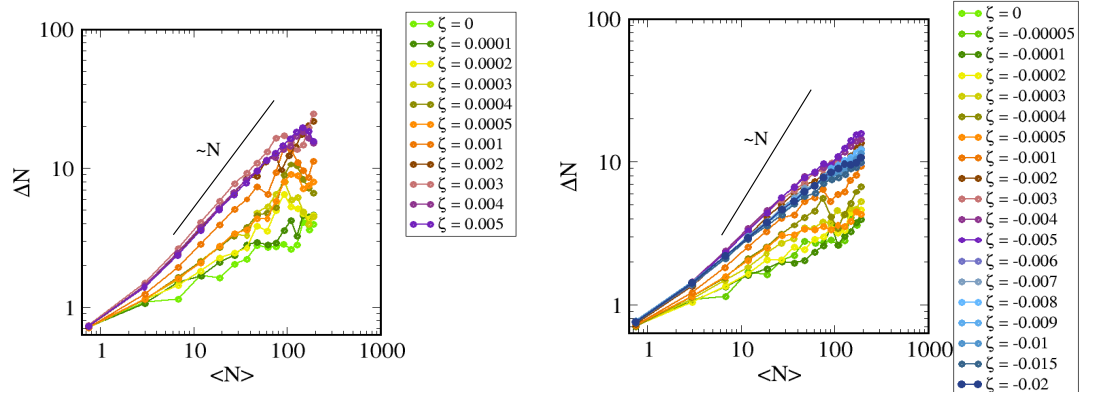 100
10
1
ΔN
~N
1
10
100
1000
<N>
ζ = 0
ζ = 0.0001
ζ = 0.0002
ζ = 0.0003
ζ = 0.0004
ζ = 0.0005
ζ = 0.001
ζ = 0.002
ζ = 0.003
ζ = 0.004
ζ = 0.005
100
10
1
ΔN
~N
1
10
100
1000
<N>
ζ = 0
ζ = -0.00005
ζ = -0.0001
ζ = -0.0002
ζ = -0.0003
ζ = -0.0004
ζ = -0.0005
ζ = -0.001
ζ = -0.002
ζ = -0.003
ζ = -0.004
ζ = -0.005
ζ = -0.006
ζ = -0.007
ζ = -0.008
ζ = -0.009
ζ = -0.01
ζ = -0.015
ζ = -0.02